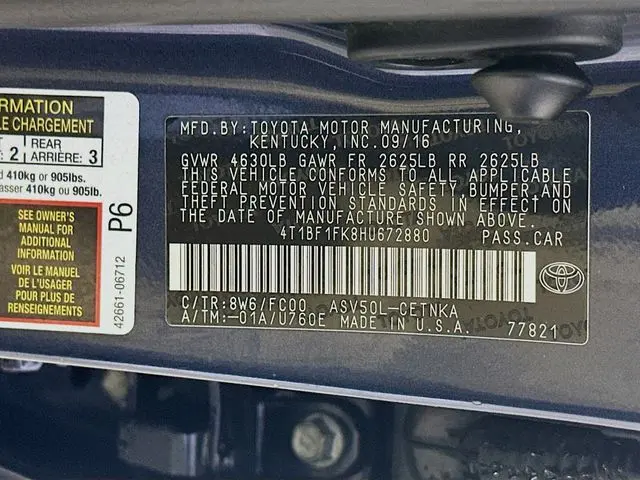 ORMATION
LE CHARGEMENT
2
REAR
ARRIÈRE: 3
d 410kg or 905lbs.
asser 410kg ou 905lb.
SEE OWNER'S
MANUAL FOR
ADDITIONAL
INFORMATION
VOIR LE MANUEL
DE L'USAGER
POUR PLUS DE
RENSEIGNEMENTS
P6
42661-06712
MFD.BY:TOYOTA MOTOR MANUFACTURING,
KENTUCKY,INC.09/16
GVWR 4630LB GAWR FR 2625LB RR 2625LB
THIS VEHICLE CONFORMS TO ALL APPLICABLE
FEDERAL MOTOR VEHICLE SAFETY, BUMPER AND
THEFT PREVENTION STANDARDS IN EFFECT ON
THE DATE OF MANUFACTURE SHOWN ABOVE.
4T1BF1FK8HU672880 PASS.CAR
C/TR:8W6/FC00 ASV50L-CETNKA
A/TM:-01A/U760E MADE IN U.S.A. 77821
TOYOTA